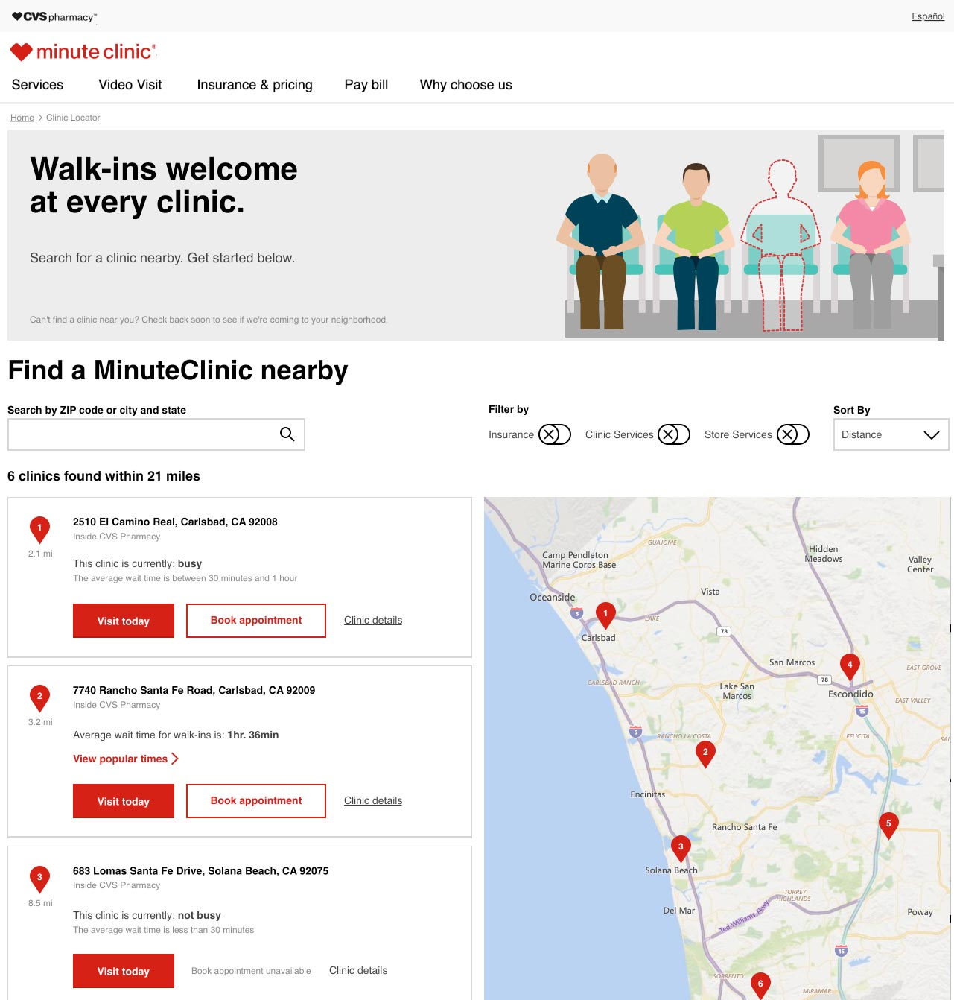 CVS pharmacy™
Español
minute clinic®
Services
Video Visit
Insurance & pricing
Pay bill
Why choose us
Home > Clinic Locator
Walk-ins welcome
at every clinic.
Search for a clinic nearby. Get started below.
Can't find a clinic near you? Check back soon to see if we're coming to your neighborhood.
Find a MinuteClinic nearby
Search by ZIP code or city and state
Filter by
Insurance
Clinic Services
Store Services
Sort By
Distance
6 clinics found within 21 miles
1
2.1 mi
2510 El Camino Real, Carlsbad, CA 92008
Inside CVS Pharmacy
This clinic is currently: busy
The average wait time is between 30 minutes and 1 hour
Visit today
Book appointment
Clinic details
2
3.2 mi
7740 Rancho Santa Fe Road, Carlsbad, CA 92009
Inside CVS Pharmacy
Average wait time for walk-ins is: 1hr. 36min
View popular times
Visit today
Book appointment
Clinic details
3
8.5 mi
683 Lomas Santa Fe Drive, Solana Beach, CA 92075
Inside CVS Pharmacy
This clinic is currently: not busy
The average wait time is less than 30 minutes
Visit today
Book appointment unavailable
Clinic details
GUAJOME
Camp Pendleton
Marine Corps Base
Hidden
Meadows
Valley
Center
Oceanside
Vista
5
1
LAKE
Carlsbad
78
San Marcos
4
EAST GROVE
78
CARLSBAD RANCH
Lake San
Marcos
Escondido
EAST VALLEY
15
5
RANCHO LA COSTA
FELICITA
SAN
2
Encinitas
Rancho Santa Fe
5
3
Solana Beach
TORREY
HIGHLANDS
Del Mar
Ted Williams Fkwy
Poway
15
SORRENTO
6
MIRAMAR